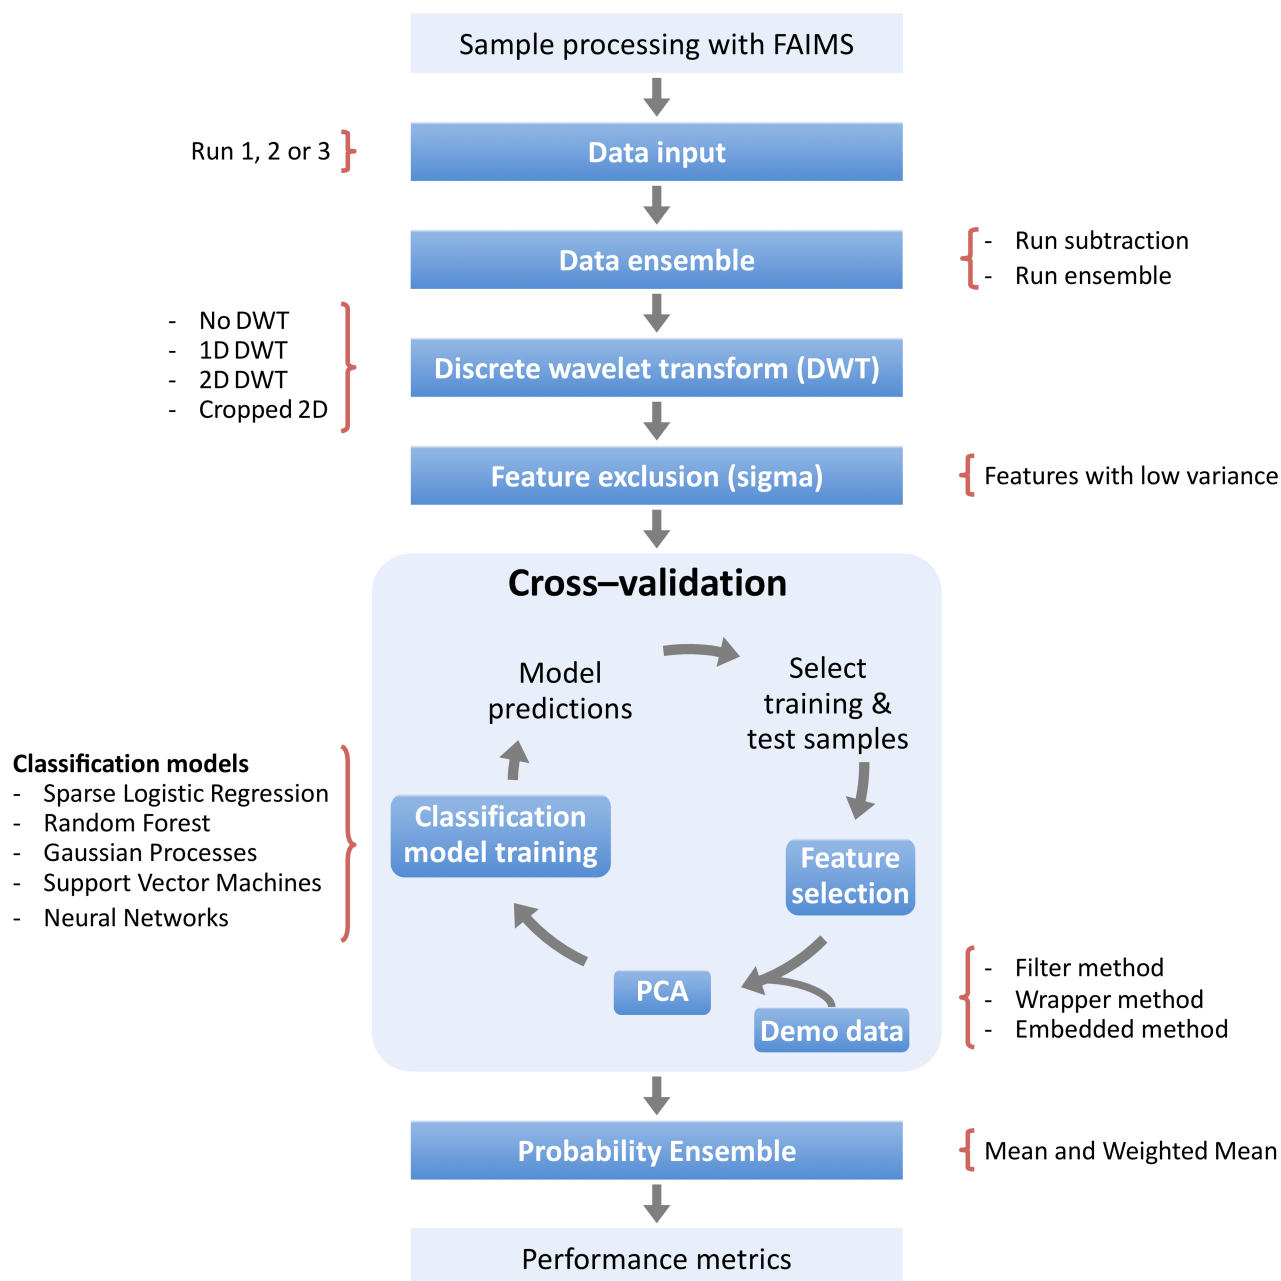 Sample processing with FAIMS
Run 1, 2 or 3
Data input
Data ensemble
- Run subtraction
- Run ensemble
- No DWT
- 1D DWT
- 2D DWT
- Cropped 2D
Discrete wavelet transform (DWT)
Feature exclusion (sigma)
Features with low variance
Cross–validation
Model
predictions
Select
training &
test samples
Classification models
- Sparse Logistic Regression
- Random Forest
- Gaussian Processes
- Support Vector Machines
- Neural Networks
Classification
model training
Feature
selection
PCA
Demo data
- Filter method
- Wrapper method
- Embedded method
Probability Ensemble
Mean and Weighted Mean
Performance metrics